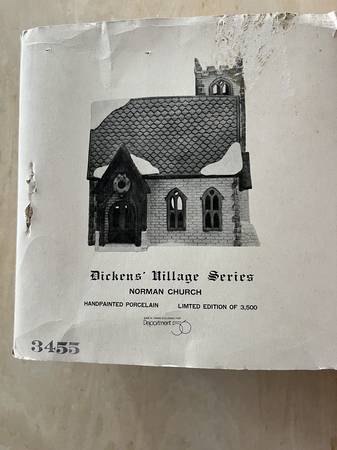 Dickens' Village Series
NORMAN CHURCH
HANDPAINTED PORCELAIN LIMITED EDITION OF 3,500
Department 56
3455